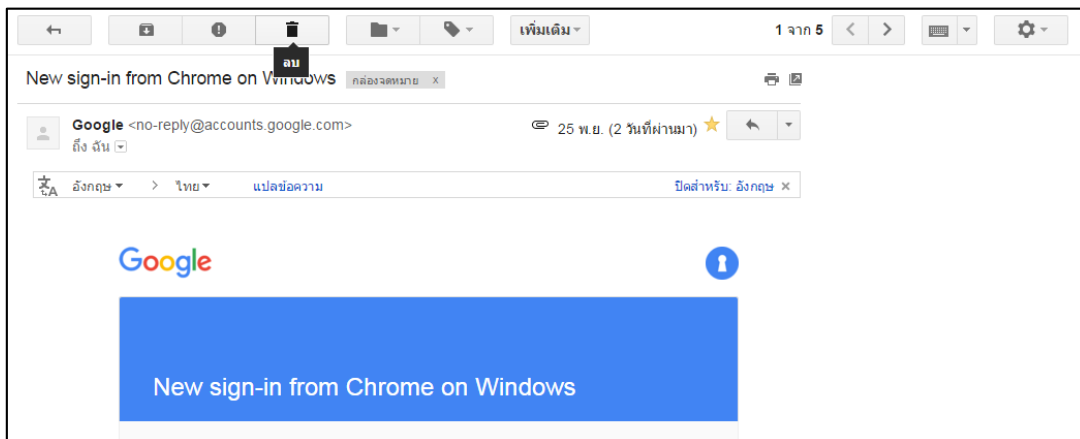 เพิ่มเติม 1 จาก 5
ลบ
New sign-in from Chrome on Windows กล่องจดหมาย x
Google <no-reply@accounts.google.com> 25 พ.ย. (2 วันที่ผ่านมา)
ถึง ฉัน
文A อังกฤษ > ไทย แปลข้อความ ปิดสำหรับ: อังกฤษ ×
Google
New sign-in from Chrome on Windows